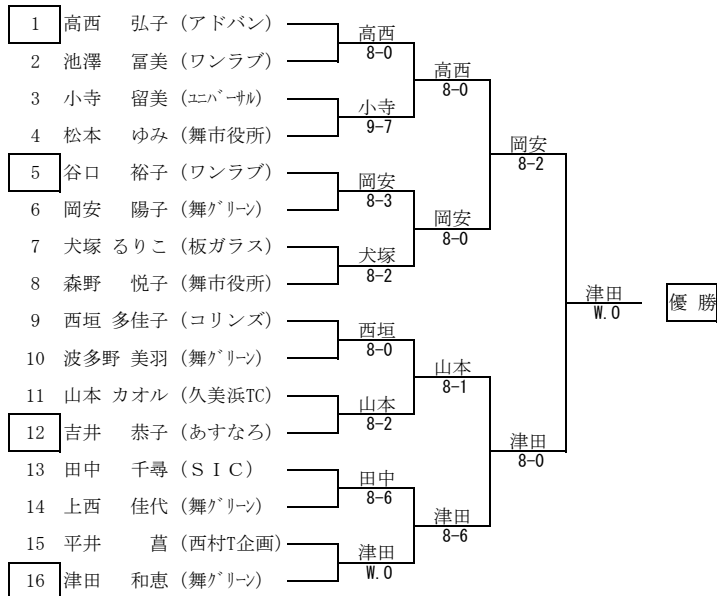 1 高西 弘子 (アドバン)
高西
8-0
2 池澤 冨美 (ワンラブ)
高西
8-0
3 小寺 留美 (ユニバーサル)
小寺
9-7
4 松本 ゆみ (舞市役所)
岡安
8-2
5 谷口 裕子 (ワンラブ)
岡安
8-3
6 岡安 陽子 (舞グリーン)
岡安
8-0
7 犬塚 るりこ (板ガラス)
犬塚
8-2
8 森野 悦子 (舞市役所)
津田
W.O
優 勝
9 西垣 多佳子 (コリンズ)
西垣
8-0
10 波多野 美羽 (舞グリーン)
山本
8-1
11 山本 カオル (久美浜TC)
山本
8-2
12 吉井 恭子 (あすなろ)
津田
8-0
13 田中 千尋 (SIC)
田中
8-6
14 上西 佳代 (舞グリーン)
津田
8-6
15 平井 菖 (西村T企画)
津田
W.O
16 津田 和恵 (舞グリーン)